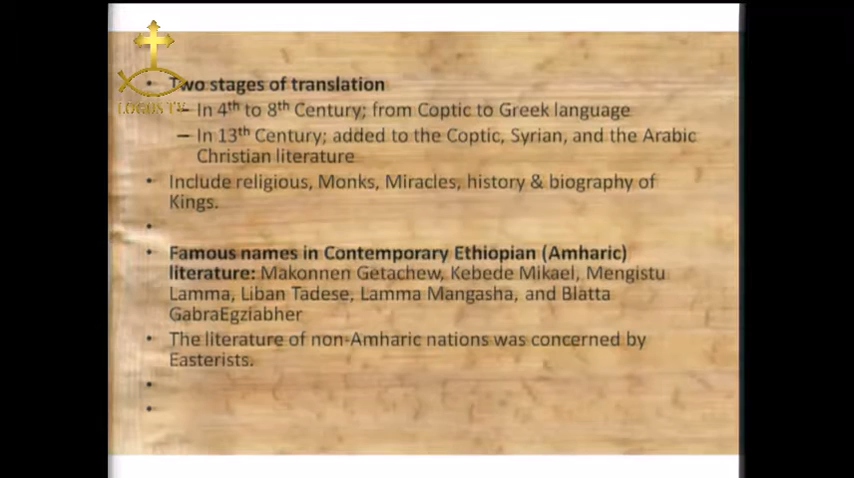 LOGOS TV
• Two stages of translation
– In 4th to 8th Century; from Coptic to Greek language
– In 13th Century; added to the Coptic, Syrian, and the Arabic
Christian literature
• Include religious, Monks, Miracles, history & biography of
Kings.
•
• Famous names in Contemporary Ethiopian (Amharic)
literature: Makonnen Getachew, Kebede Mikael, Mengistu
Lamma, Liban Tadese, Lamma Mangasha, and Blatta
GabraEgziabher
• The literature of non-Amharic nations was concerned by
Easterists.
•
•